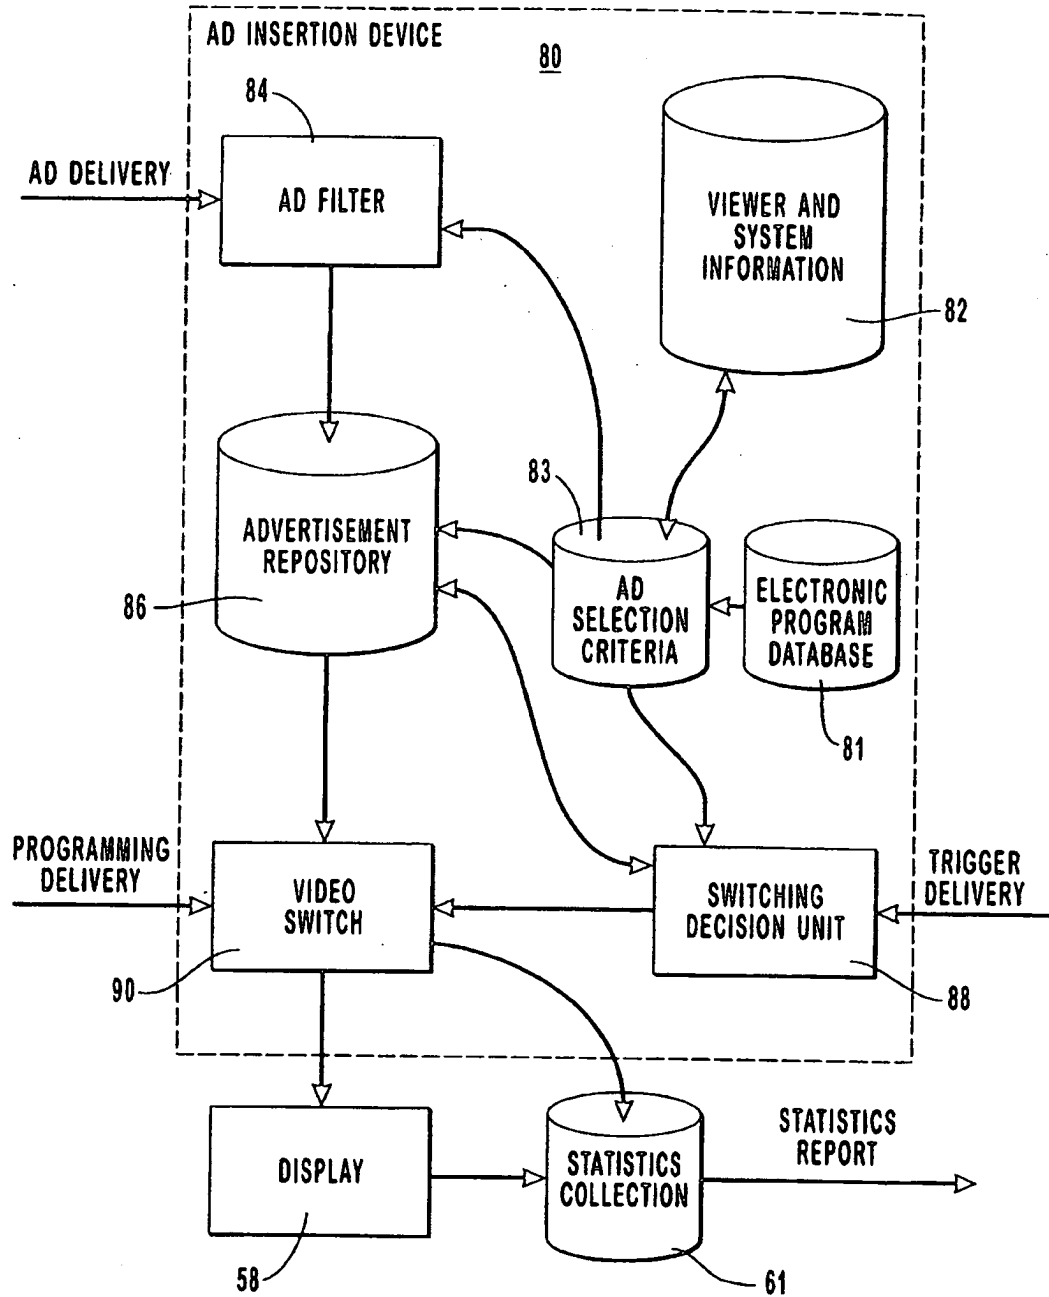 AD INSERTION DEVICE
80
84
AD DELIVERY
AD FILTER
VIEWER AND
SYSTEM
INFORMATION
82
83
ADVERTISEMENT
REPOSITORY
86
AD
SELECTION
CRITERIA
ELECTRONIC
PROGRAM
DATABASE
81
PROGRAMMING
DELIVERY
VIDEO
SWITCH
90
SWITCHING
DECISION UNIT
88
TRIGGER
DELIVERY
DISPLAY
58
STATISTICS
COLLECTION
61
STATISTICS
REPORT